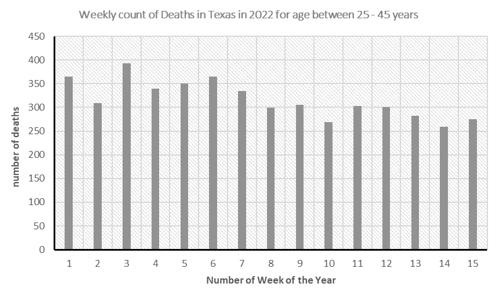 Weekly count of Deaths in Texas in 2022 for age between 25 - 45 years
450
400
350
300
250
200
150
100
50
0
number of deaths
1 2 3 4 5 6 7 8 9 10 11 12 13 14 15
Number of Week of the Year